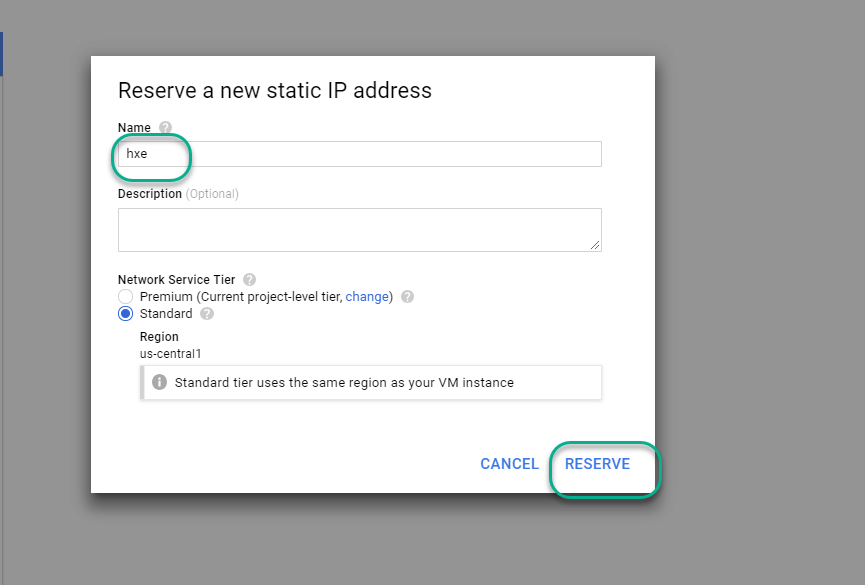 Reserve a new static IP address
Name ?
hxe
Description (Optional)
Network Service Tier ?
Premium (Current project-level tier, change) ?
Standard ?
Region
us-central1
i Standard tier uses the same region as your VM instance
CANCEL RESERVE